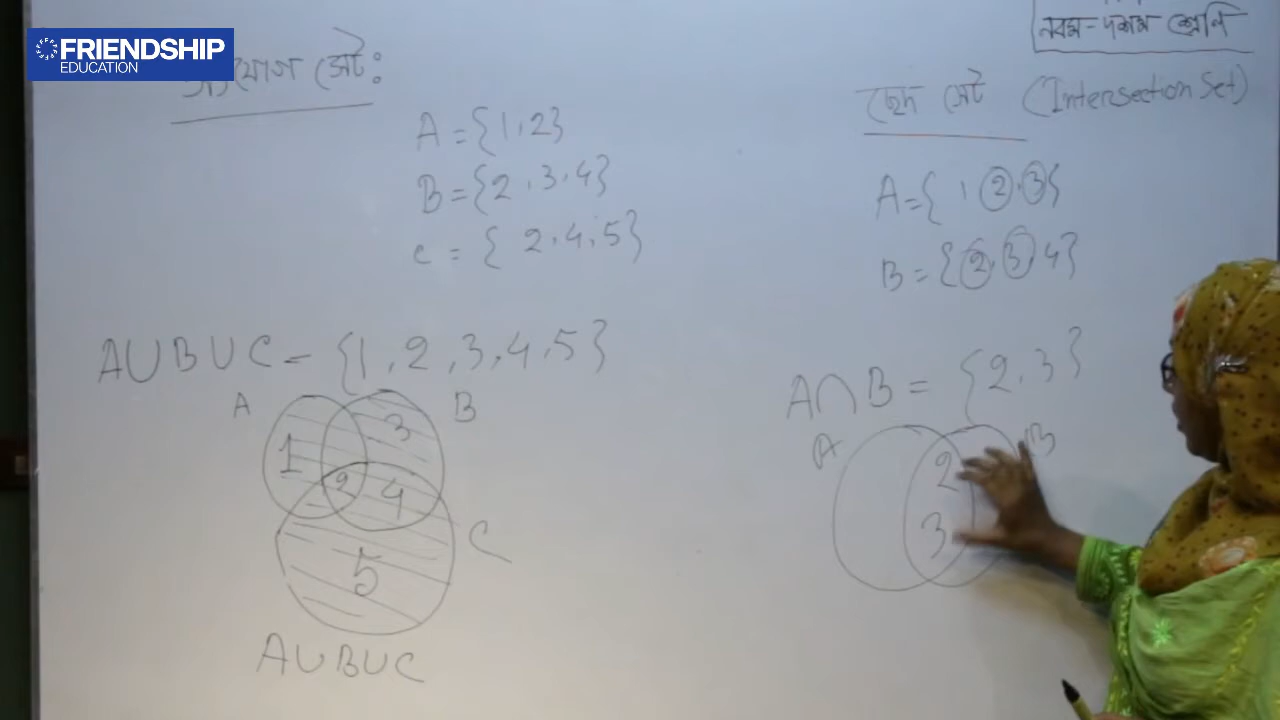 FRIENDSHIP
EDUCATION
সেট:
A = {1, 2}
B = {2, 3, 4}
C = { 2, 4, 5}
A∪B∪C = {1, 2, 3, 4, 5}
A
B
1
3
2
4
C
5
A∪B∪C
নবম-দশম শ্রেণি
ছেদ সেট (Intersection Set)
A = { 1 2, 3}
B = {2, 3, 4}
A∩B = {2, 3}
A
B
2
3